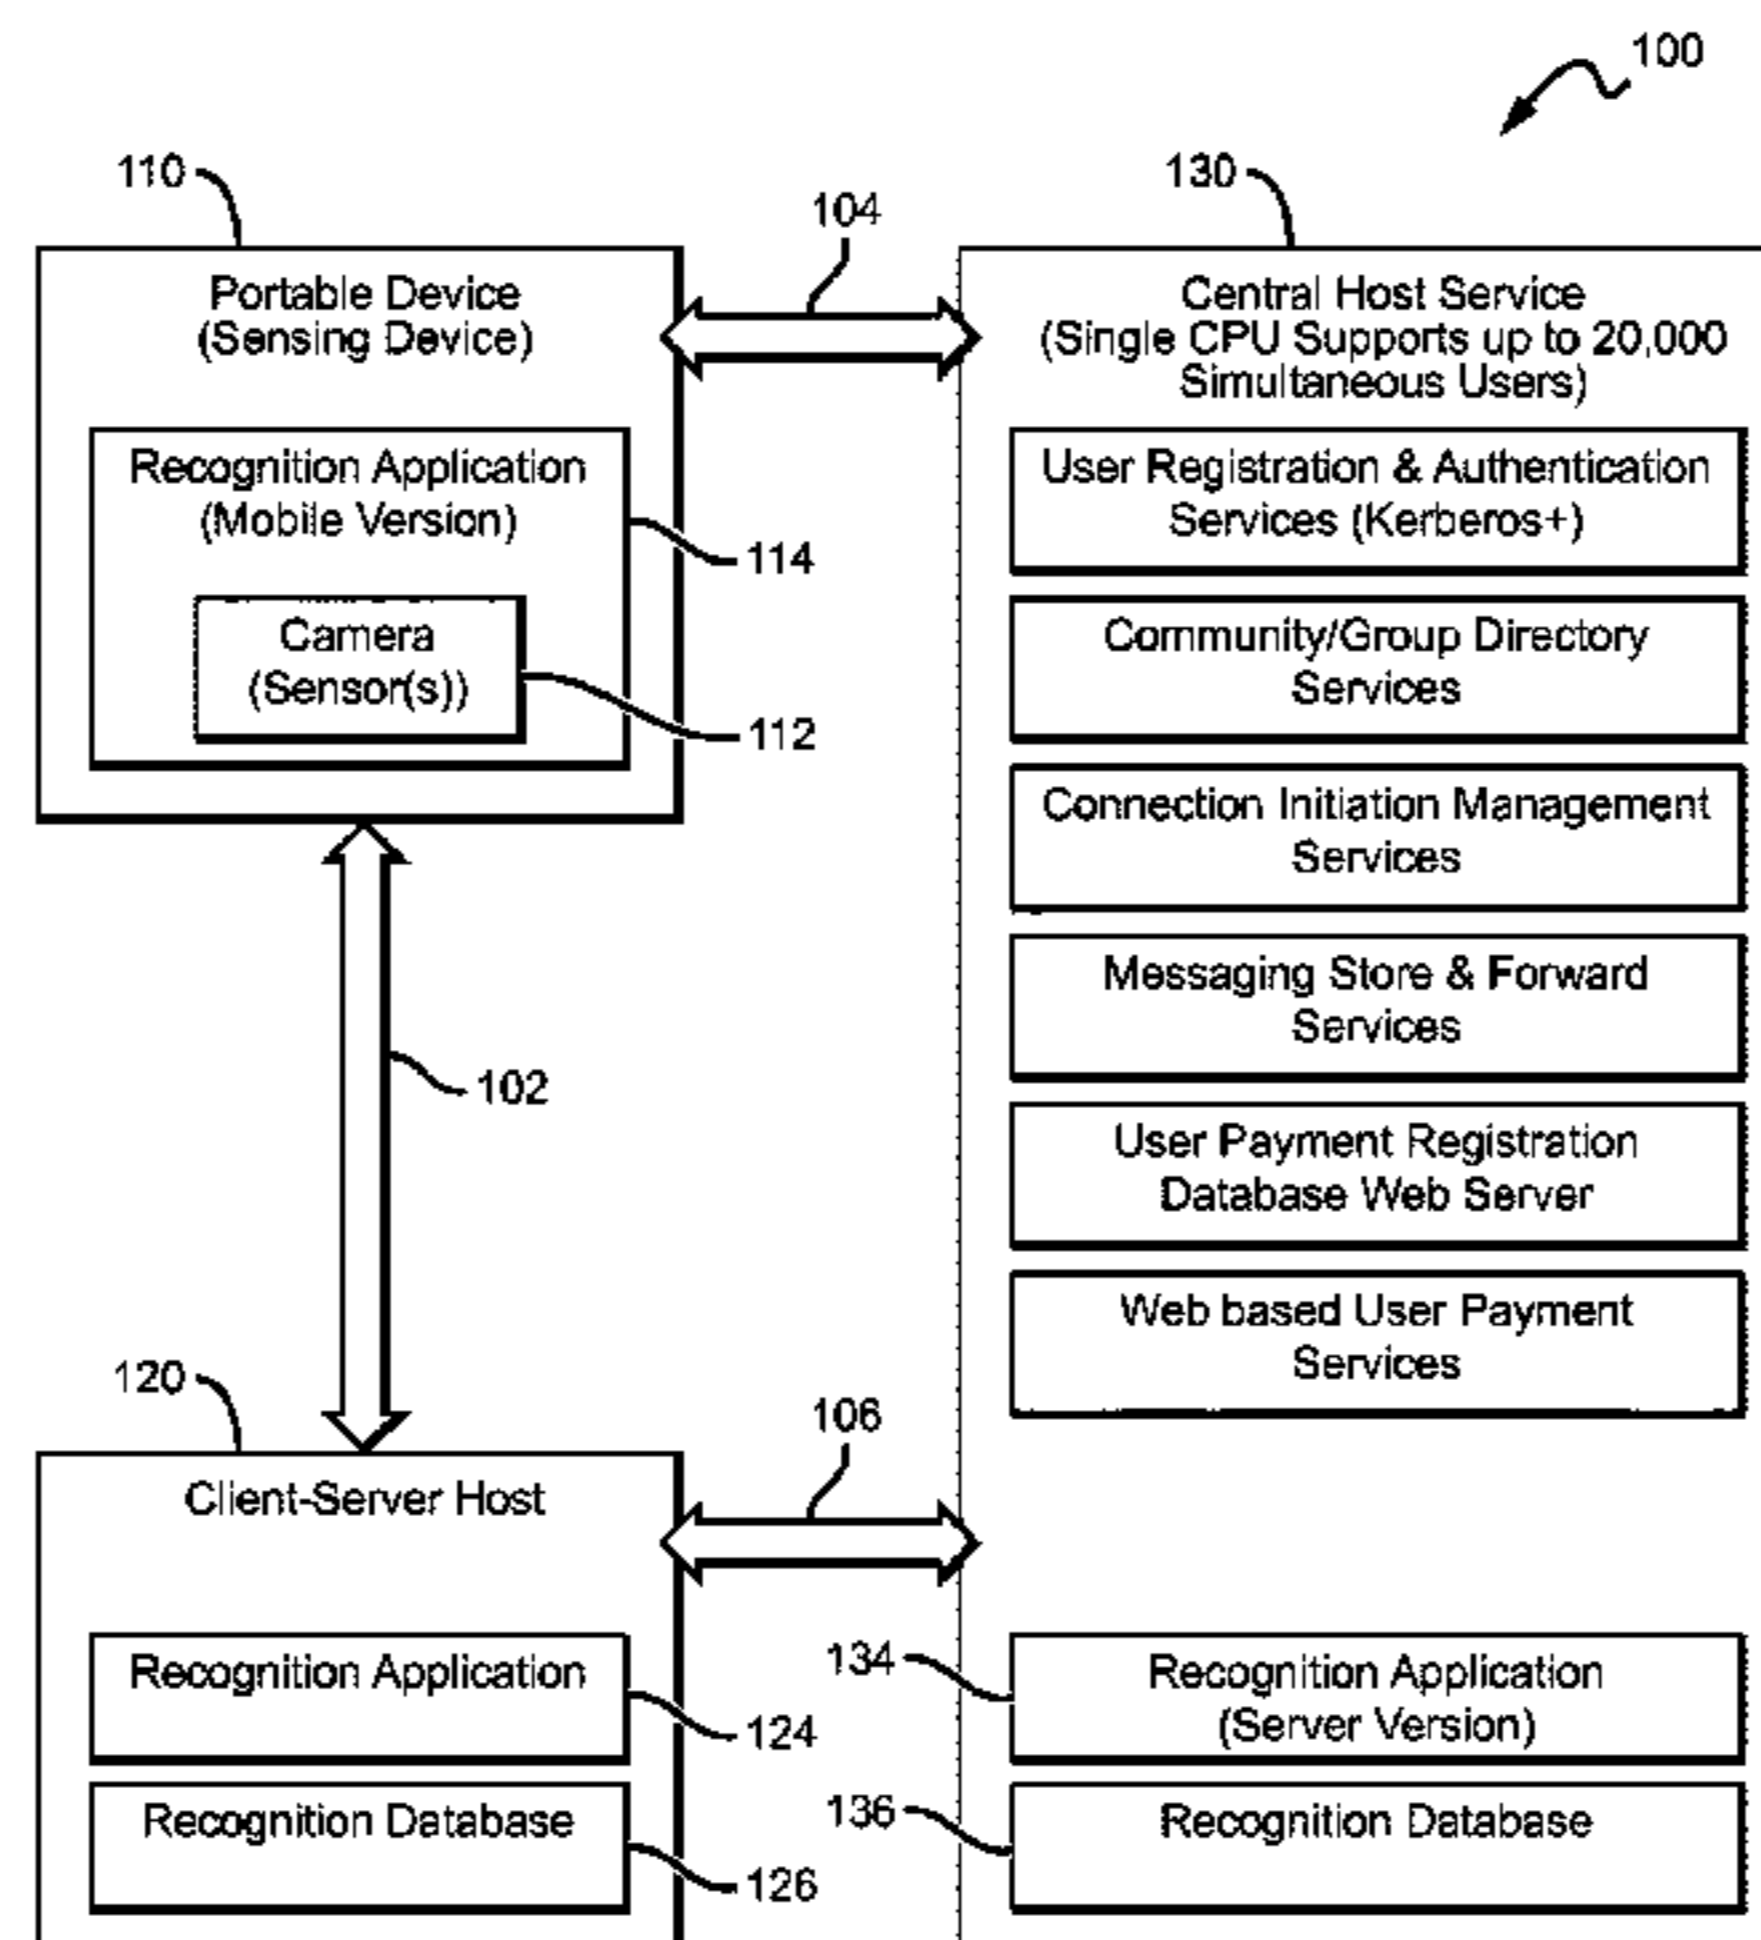 100
110
130
104
Portable Device
(Sensing Device)
Central Host Service
(Single CPU Supports up to 20,000
Simultaneous Users)
Recognition Application
(Mobile Version)
114
Camera
(Sensor(s))
112
User Registration & Authentication
Services (Kerberos+)
Community/Group Directory
Services
Connection Initiation Management
Services
Messaging Store & Forward
Services
102
User Payment Registration
Database Web Server
Web based User Payment
Services
120
106
Client-Server Host
Recognition Application
124
Recognition Database
126
134
Recognition Application
(Server Version)
136
Recognition Database